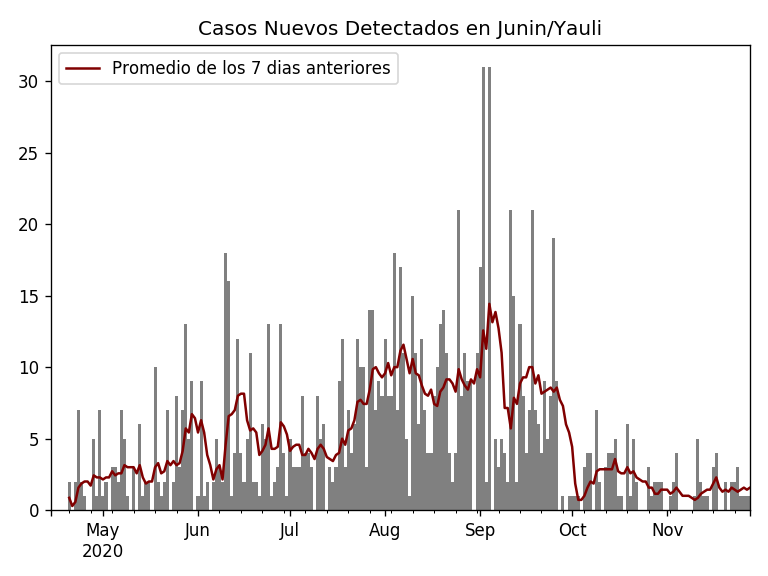 Casos Nuevos Detectados en Junin/Yauli
Promedio de los 7 dias anteriores
30
25
20
15
10
5
0
May Jun Jul Aug Sep Oct Nov
2020